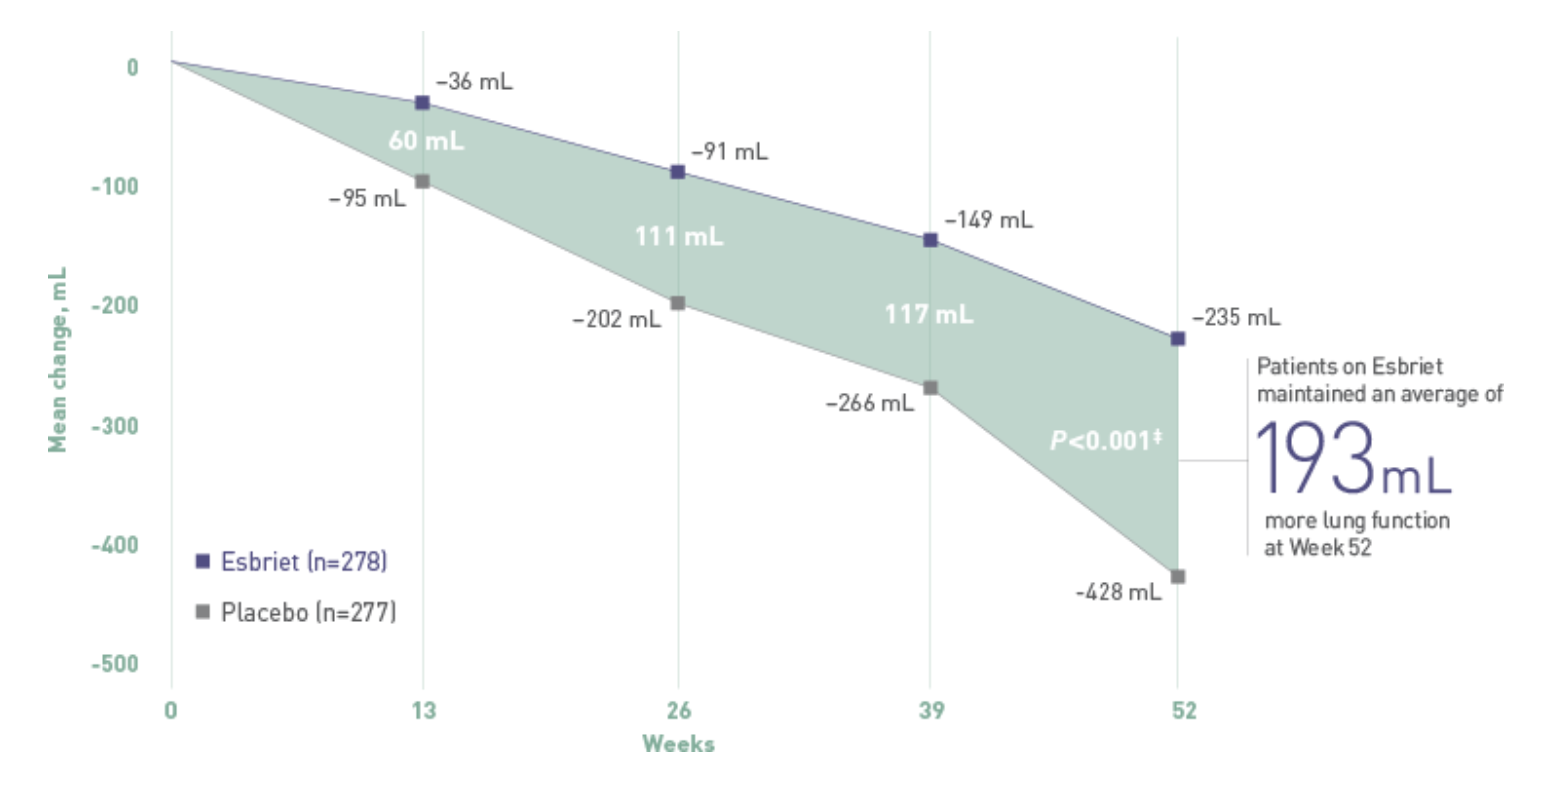 0
-100
-200
-300
-400
-500
Mean change, mL
−36 mL
60 mL
−95 mL
−91 mL
111 mL
−202 mL
−149 mL
117 mL
−266 mL
−235 mL
P<0.001‡
-428 mL
Patients on Esbriet
maintained an average of
193 mL
more lung function
at Week 52
Esbriet (n=278)
Placebo (n=277)
0 13 26 39 52
Weeks